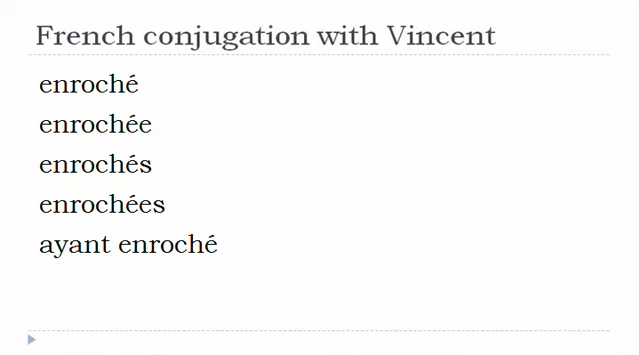 French conjugation with Vincent
enroché
enrochée
enrochés
enrochées
ayant enroché